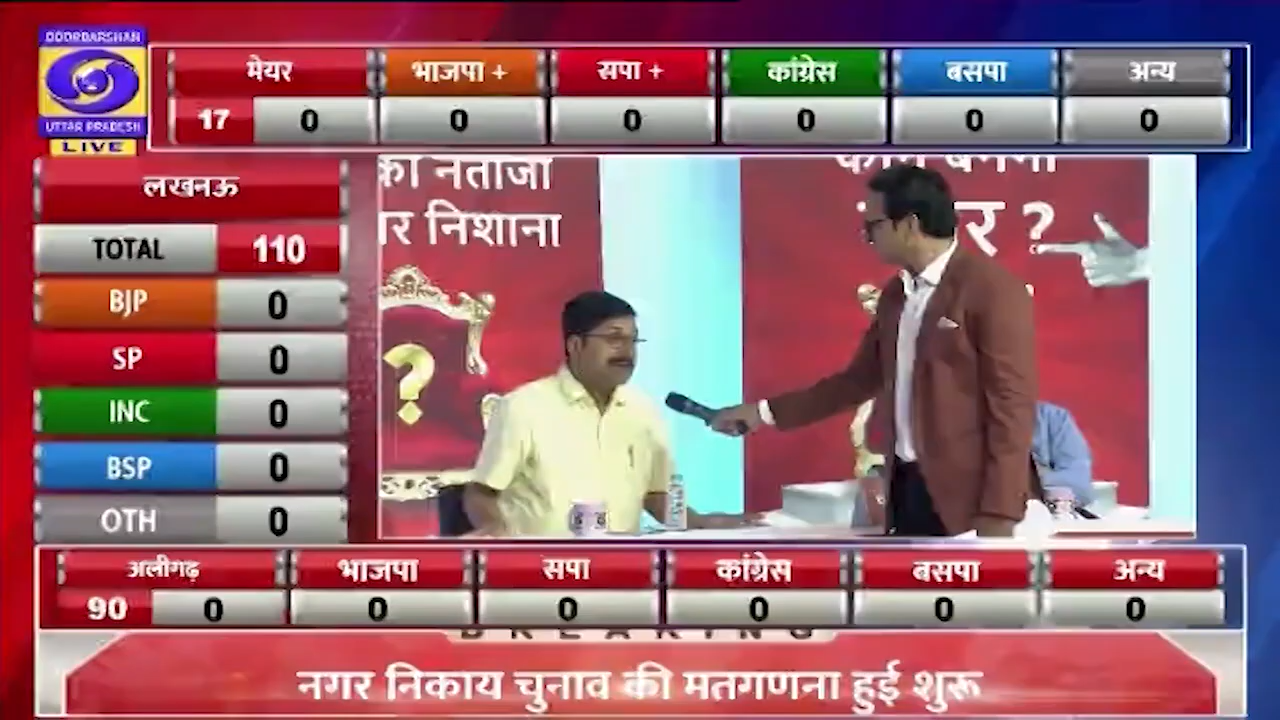 DOORDARSHAN
UTTAR PRADESH
LIVE
मेयर भाजपा + सपा + कांग्रेस बसपा अन्य
17 0 0 0 0 0 0
लखनऊ
TOTAL 110
BJP 0
SP 0
INC 0
BSP 0
OTH 0
र निशाना
?
?
अलीगढ़ भाजपा सपा कांग्रेस बसपा अन्य
90 0 0 0 0 0 0
BREAKING
नगर निकाय चुनाव की मतगणना हुई शुरू